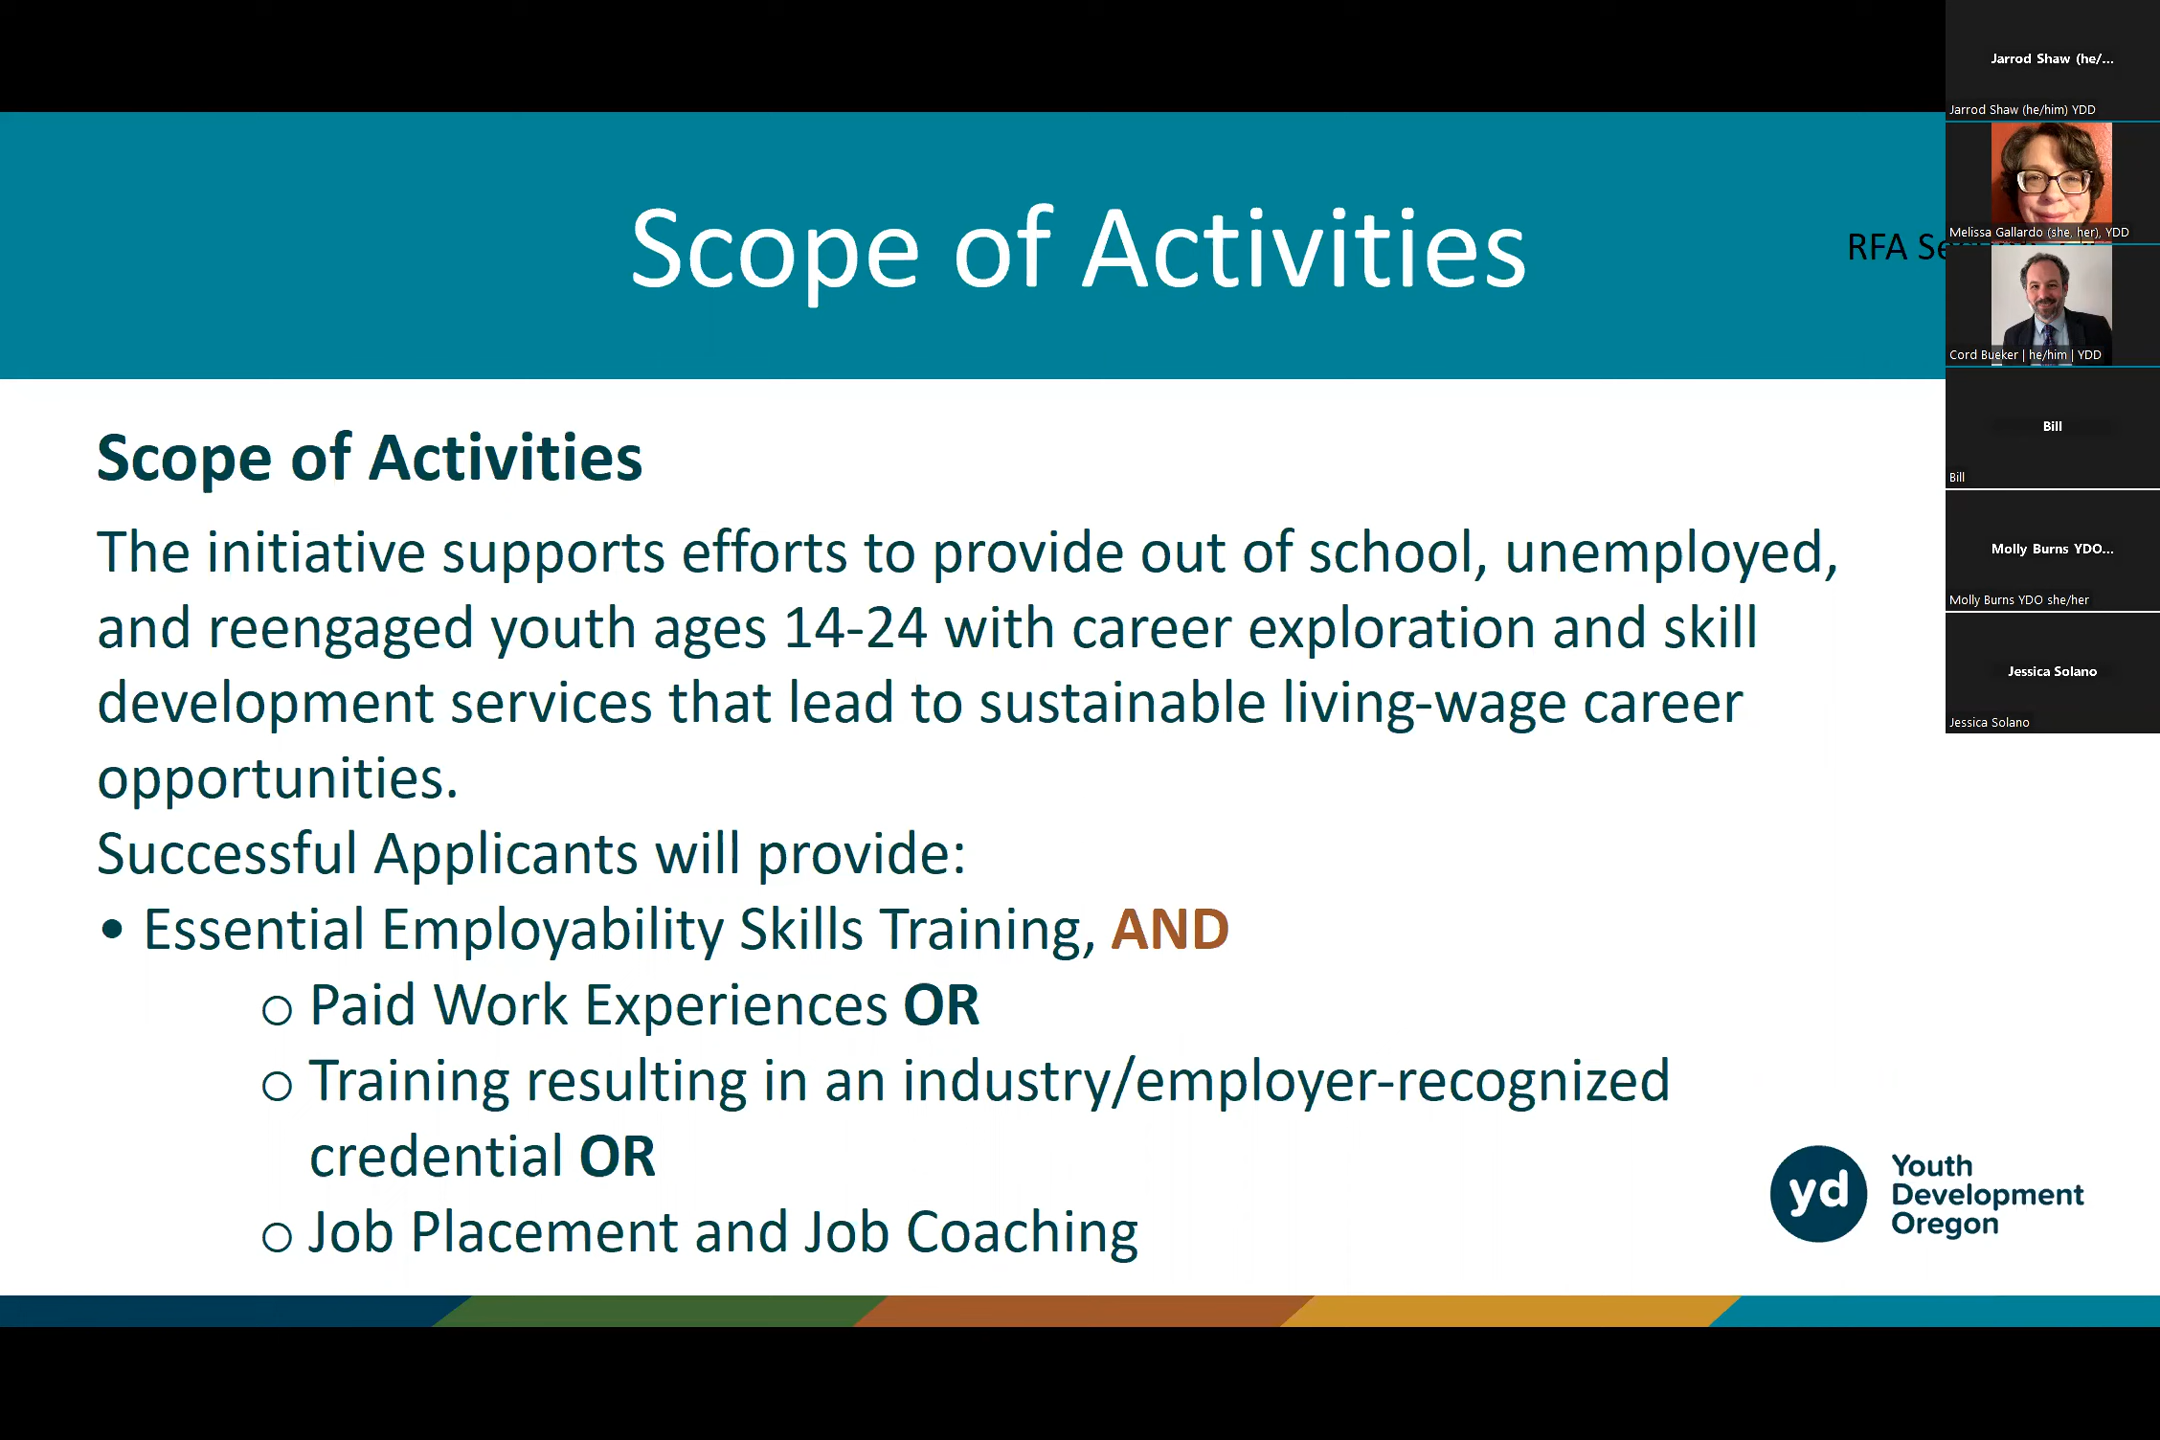 Scope of Activities
RFA
Scope of Activities
The initiative supports efforts to provide out of school, unemployed,
and reengaged youth ages 14-24 with career exploration and skill
development services that lead to sustainable living-wage career
opportunities.
Successful Applicants will provide:
• Essential Employability Skills Training, AND
o Paid Work Experiences OR
o Training resulting in an industry/employer-recognized
credential OR
o Job Placement and Job Coaching
yd
Youth
Development
Oregon
Jarrod Shaw (he/...
Jarrod Shaw (he/him) YDD
Melissa Gallardo (she, her), YDD
Cord Bueker | he/him | YDD
Bill
Bill
Molly Burns YDO...
Molly Burns YDO she/her
Jessica Solano
Jessica Solano